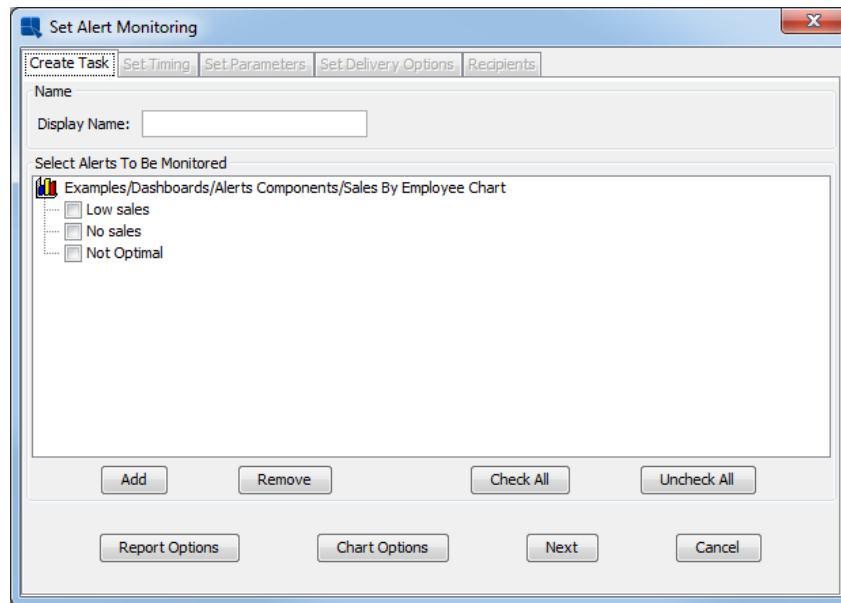 Set Alert Monitoring
Create Task Set Timing Set Parameters Set Delivery Options Recipients
Name
Display Name:
Select Alerts To Be Monitored
Examples/Dashboards/Alerts Components/Sales By Employee Chart
Low sales
No sales
Not Optimal
Add Remove Check All Uncheck All
Report Options Chart Options Next Cancel